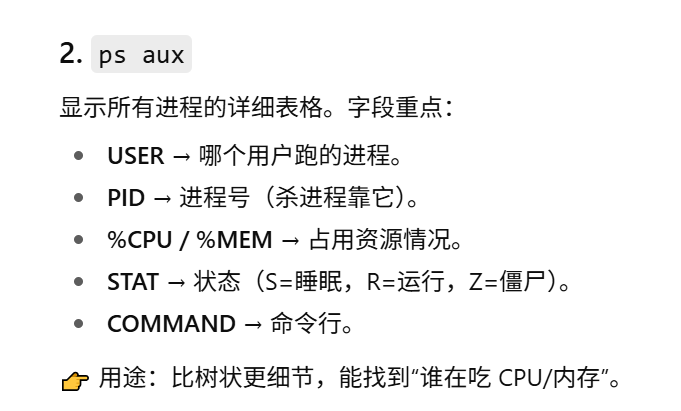 2. ps aux
显示所有进程的详细表格。字段重点：
• USER → 哪个用户跑的进程。
• PID → 进程号（杀进程靠它）。
• %CPU / %MEM → 占用资源情况。
• STAT → 状态（S=睡眠，R=运行，Z=僵尸）。
• COMMAND → 命令行。
👉 用途：比树状更细节，能找到“谁在吃 CPU/内存”。